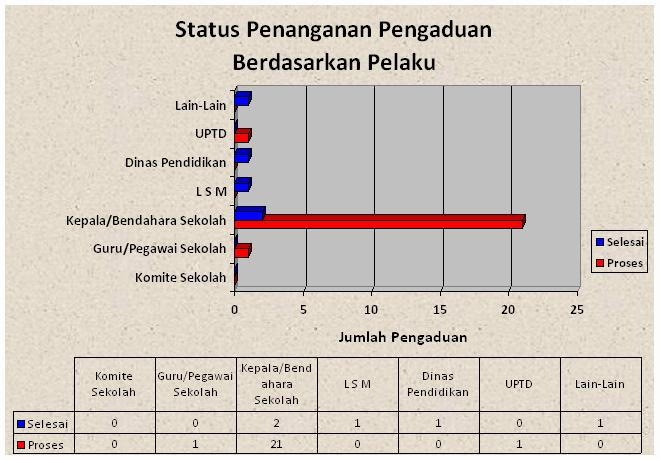 Status Penanganan Pengaduan
Berdasarkan Pelaku
Lain-Lain
UPTD
Dinas Pendidikan
L S M
Kepala/Bendahara Sekolah
Guru/Pegawai Sekolah
Komite Sekolah
0 5 10 15 20 25
Jumlah Pengaduan
Selesai
Proses
Komite Sekolah Guru/Pegawai Sekolah Kepala/Bendahara Sekolah L S M Dinas Pendidikan UPTD Lain-Lain
Selesai 0 0 2 1 1 0 1
Proses 0 1 21 0 0 1 0